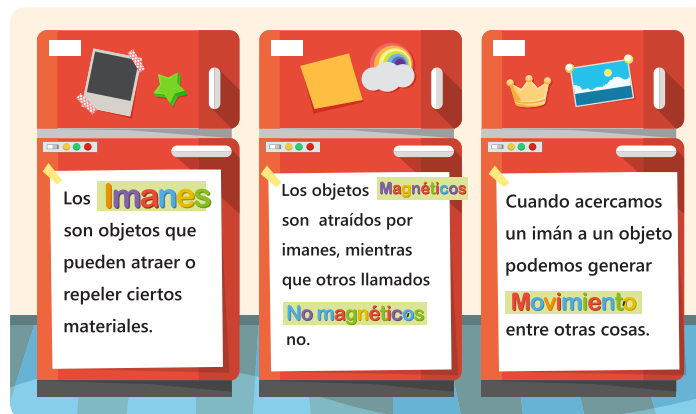 Los Imanes
son objetos que
pueden atraer o
repeler ciertos
materiales.
Los objetos Magnéticos
son atraídos por
imanes, mientras
que otros llamados
No magnéticos
no.
Cuando acercamos
un imán a un objeto
podemos generar
Movimiento
entre otras cosas.